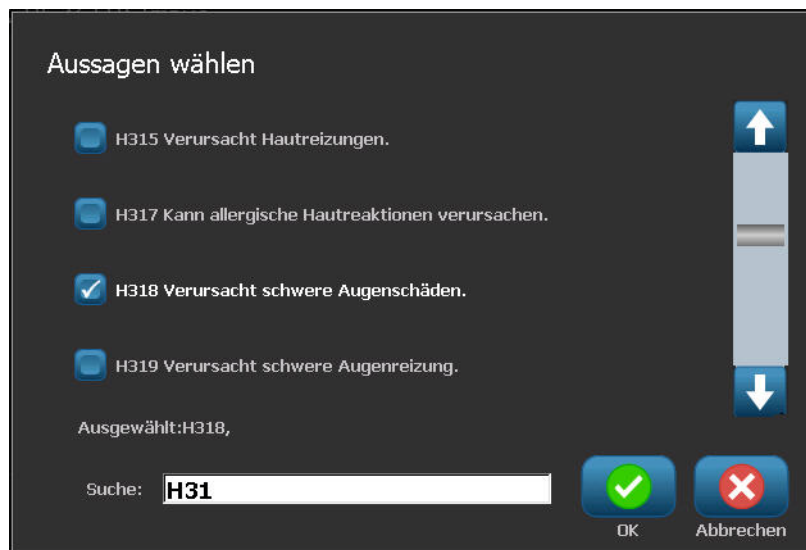 Aussagen wählen
H315 Verursacht Hautreizungen.
H317 Kann allergische Hautreaktionen verursachen.
H318 Verursacht schwere Augenschäden.
H319 Verursacht schwere Augenreizung.
Ausgewählt:H318,
Suche: H31
OK Abbrechen